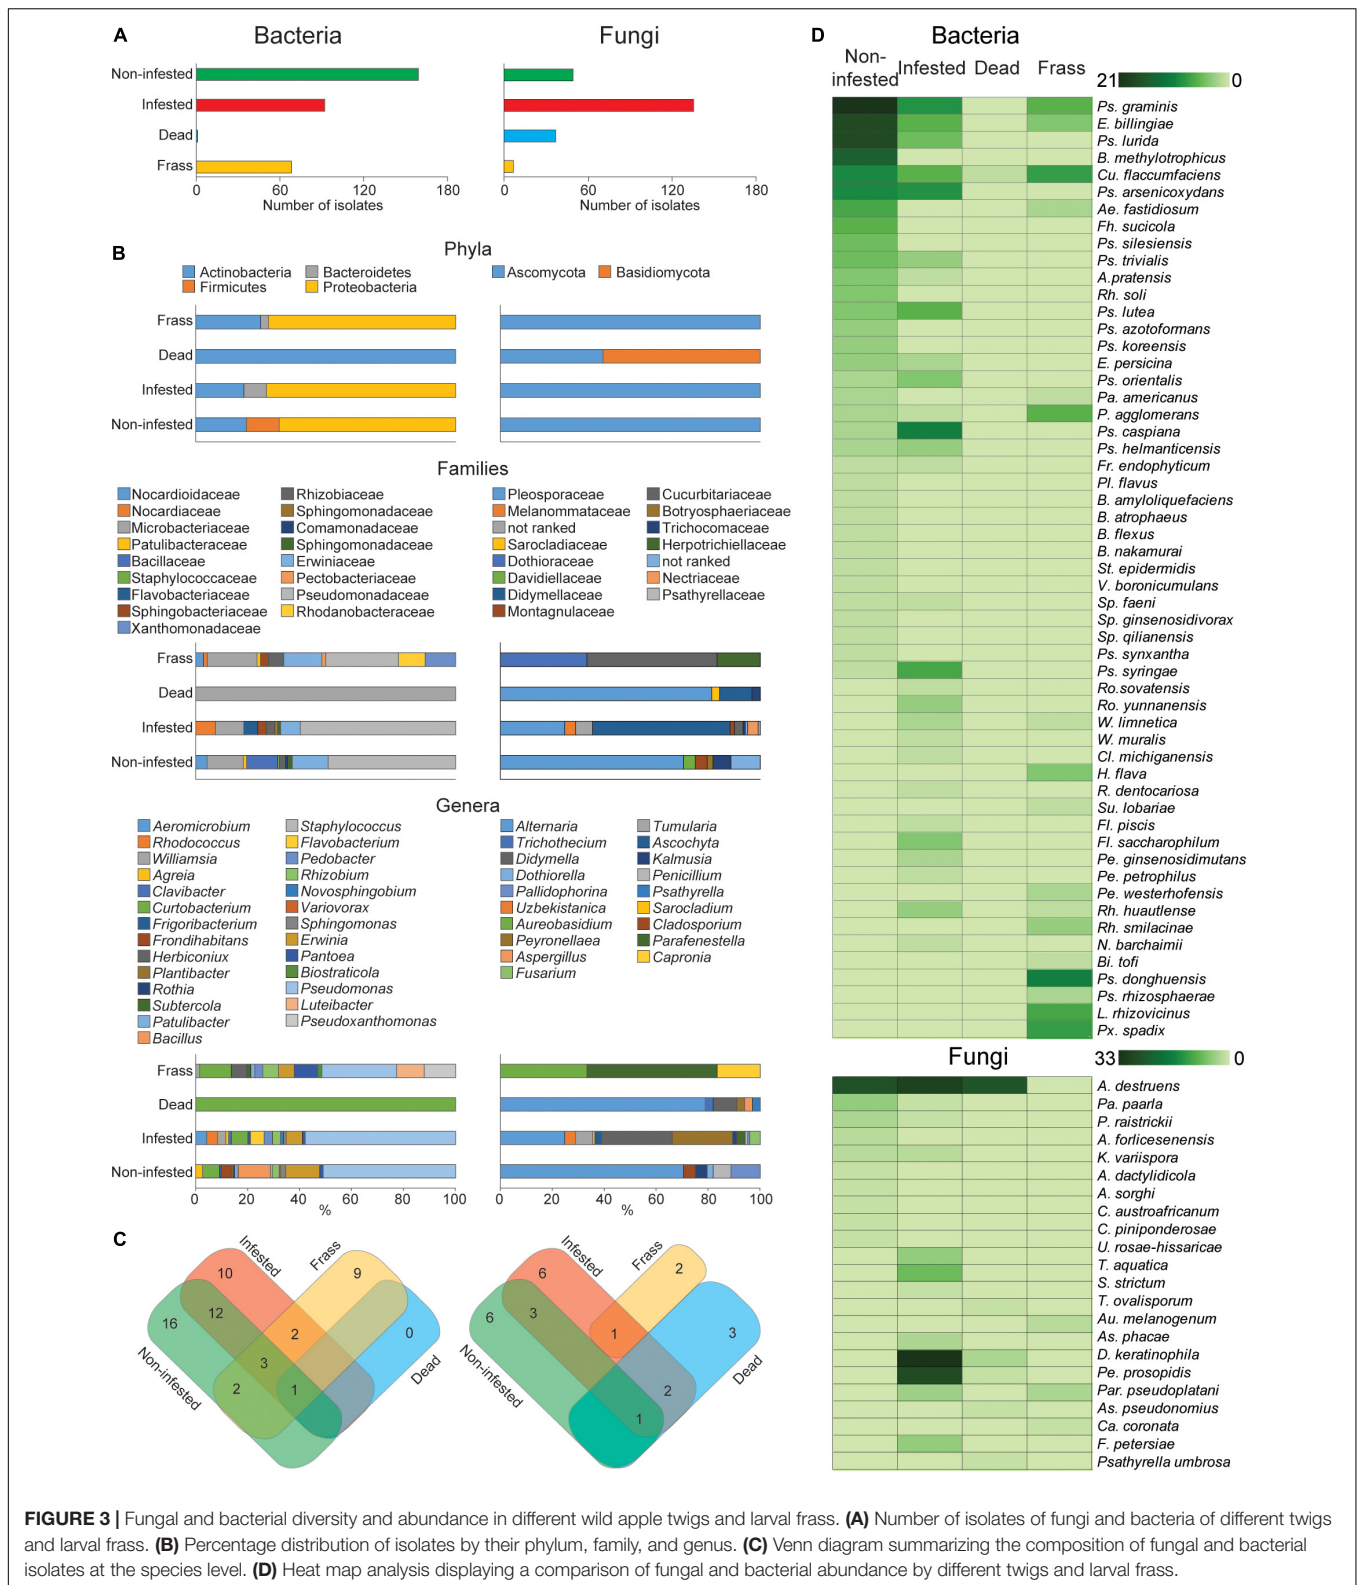 A
Bacteria
Fungi
Non-infested
Infested
Dead
Frass
0 60 120 180
Number of isolates
0 60 120 180
Number of isolates
B
Phyla
Actinobacteria Bacteroidetes
Firmicutes Proteobacteria
Ascomycota Basidiomycota
Frass
Dead
Infested
Non-infested
Families
Nocardioidaceae Rhizobiaceae
Nocardiaceae Sphingomonadaceae
Microbacteriaceae Comamonadaceae
Patulibacteraceae Sphingomonadaceae
Bacillaceae Erwiniaceae
Staphylococcaceae Pectobacteriaceae
Flavobacteriaceae Pseudomonadaceae
Sphingobacteriaceae Rhodanobacteraceae
Xanthomonadaceae
Pleosporaceae Cucurbitariaceae
Melanommataceae Botryosphaeriaceae
not ranked Trichocomaceae
Sarocladiaceae Herpotrichiellaceae
Dothioraceae not ranked
Davidiellaceae Nectriaceae
Didymellaceae Psathyrellaceae
Montagnulaceae
Frass
Dead
Infested
Non-infested
Genera
Aeromicrobium Staphylococcus
Rhodococcus Flavobacterium
Williamsia Pedobacter
Agreia Rhizobium
Clavibacter Novosphingobium
Curtobacterium Variovorax
Frigoribacterium Sphingomonas
Frondihabitans Erwinia
Herbiconiux Pantoea
Plantibacter Biostraticola
Rothia Pseudomonas
Subtercola Luteibacter
Patulibacter Pseudoxanthomonas
Bacillus
Alternaria Tumularia
Trichothecium Ascochyta
Didymella Kalmusia
Dothiorella Penicillium
Pallidophorina Psathyrella
Uzbekistanica Sarocladium
Aureobasidium Cladosporium
Peyronellaea Parafenestella
Aspergillus Capronia
Fusarium
Frass
Dead
Infested
Non-infested
0 20 40 60 80 100
%
0 20 40 60 80 100
%
C
Infested
Frass
Non-infested
Dead
10
9
16
12
2
0
3
2
1
Infested
Frass
Non-infested
Dead
6
2
6
3
1
3
2
1
D
Bacteria
Non-
infested Infested Dead Frass
21 0
Ps. graminis
E. billingiae
Ps. lurida
B. methylotrophicus
Cu. flaccumfaciens
Ps. arsenicoxydans
Ae. fastidiosum
Fh. sucicola
Ps. silesiensis
Ps. trivialis
A.pratensis
Rh. soli
Ps. lutea
Ps. azotoformans
Ps. koreensis
E. persicina
Ps. orientalis
Pa. americanus
P. agglomerans
Ps. caspiana
Ps. helmanticensis
Fr. endophyticum
Pl. flavus
B. amyloliquefaciens
B. atrophaeus
B. flexus
B. nakamurai
St. epidermidis
V. boronicumulans
Sp. faeni
Sp. ginsenosidivorax
Sp. qilianensis
Ps. synxantha
Ps. syringae
Ro.sovatensis
Ro. yunnanensis
W. limnetica
W. muralis
Cl. michiganensis
H. flava
R. dentocariosa
Su. lobariae
Fl. piscis
Fl. saccharophilum
Pe. ginsenosidimutans
Pe. petrophilus
Pe. westerhofensis
Rh. huautlense
Rh. smilacinae
N. barchaimii
Bi. tofi
Ps. donghuensis
Ps. rhizosphaerae
L. rhizovicinus
Px. spadix
Fungi
33 0
A. destruens
Pa. paarla
P. raistrickii
A. forlicesenensis
K. variispora
A. dactylidicola
A. sorghi
C. austroafricanum
C. piniponderosae
U. rosae-hissaricae
T. aquatica
S. strictum
T. ovalisporum
Au. melanogenum
As. phacae
D. keratinophila
Pe. prosopidis
Par. pseudoplatani
As. pseudonomius
Ca. coronata
F. petersiae
Psathyrella umbrosa
FIGURE 3 | Fungal and bacterial diversity and abundance in different wild apple twigs and larval frass. (A) Number of isolates of fungi and bacteria of different twigs
and larval frass. (B) Percentage distribution of isolates by their phylum, family, and genus. (C) Venn diagram summarizing the composition of fungal and bacterial
isolates at the species level. (D) Heat map analysis displaying a comparison of fungal and bacterial abundance by different twigs and larval frass.